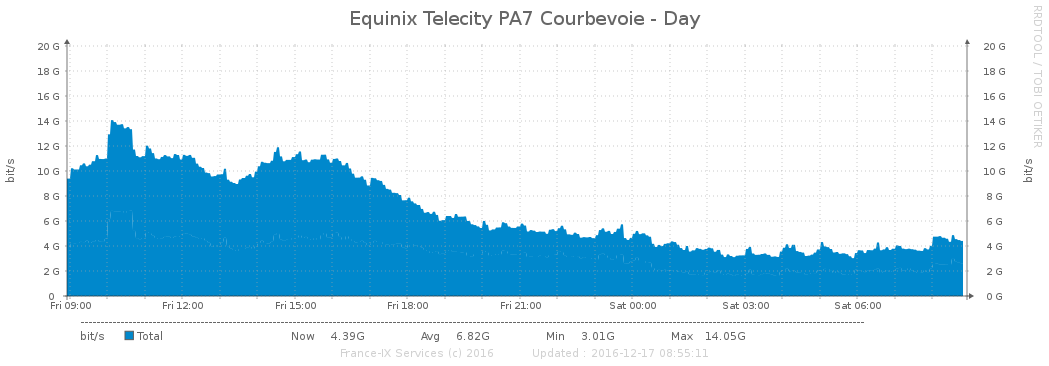 Equinix Telecity PA7 Courbevoie - Day
RRDTOOL / TOBI OETIKER
bit/s
20 G 20 G
18 G 18 G
16 G 16 G
14 G 14 G
12 G 12 G
10 G 10 G
8 G 8 G
6 G 6 G
4 G 4 G
2 G 2 G
0 0 G
bit/s
Fri 09:00 Fri 12:00 Fri 15:00 Fri 18:00 Fri 21:00 Sat 00:00 Sat 03:00 Sat 06:00
bit/s Total Now 4.39G Avg 6.82G Min 3.01G Max 14.05G
France-IX Services (c) 2016 Updated : 2016-12-17 08:55:11